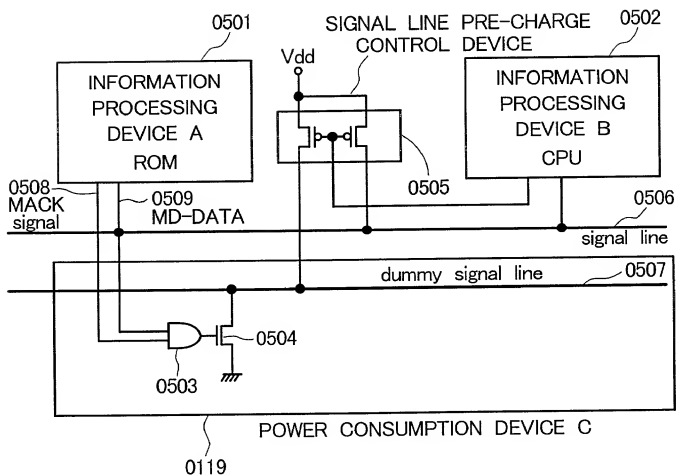 0501
SIGNAL LINE PRE-CHARGE
CONTROL DEVICE
0502
Vdd
INFORMATION
PROCESSING
DEVICE A
ROM
INFORMATION
PROCESSING
DEVICE B
CPU
0505
0508
MACK
signal
0509
MD-DATA
0506
signal line
dummy signal line
0507
0504
0503
POWER CONSUMPTION DEVICE C
0119